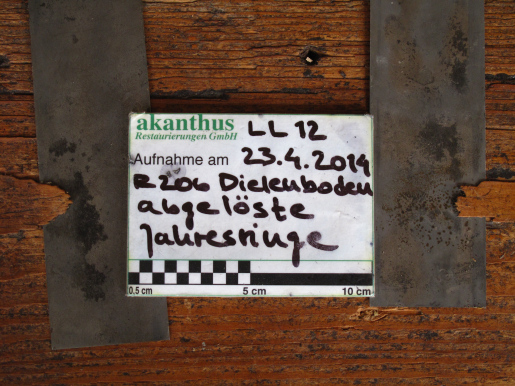 akanthus LL 12
Restaurierungen GmbH
Aufnahme am 23.4.2014
R206 Dielenboden
abgelöste
Jahresringe
0,5 cm 5 cm 10 cm